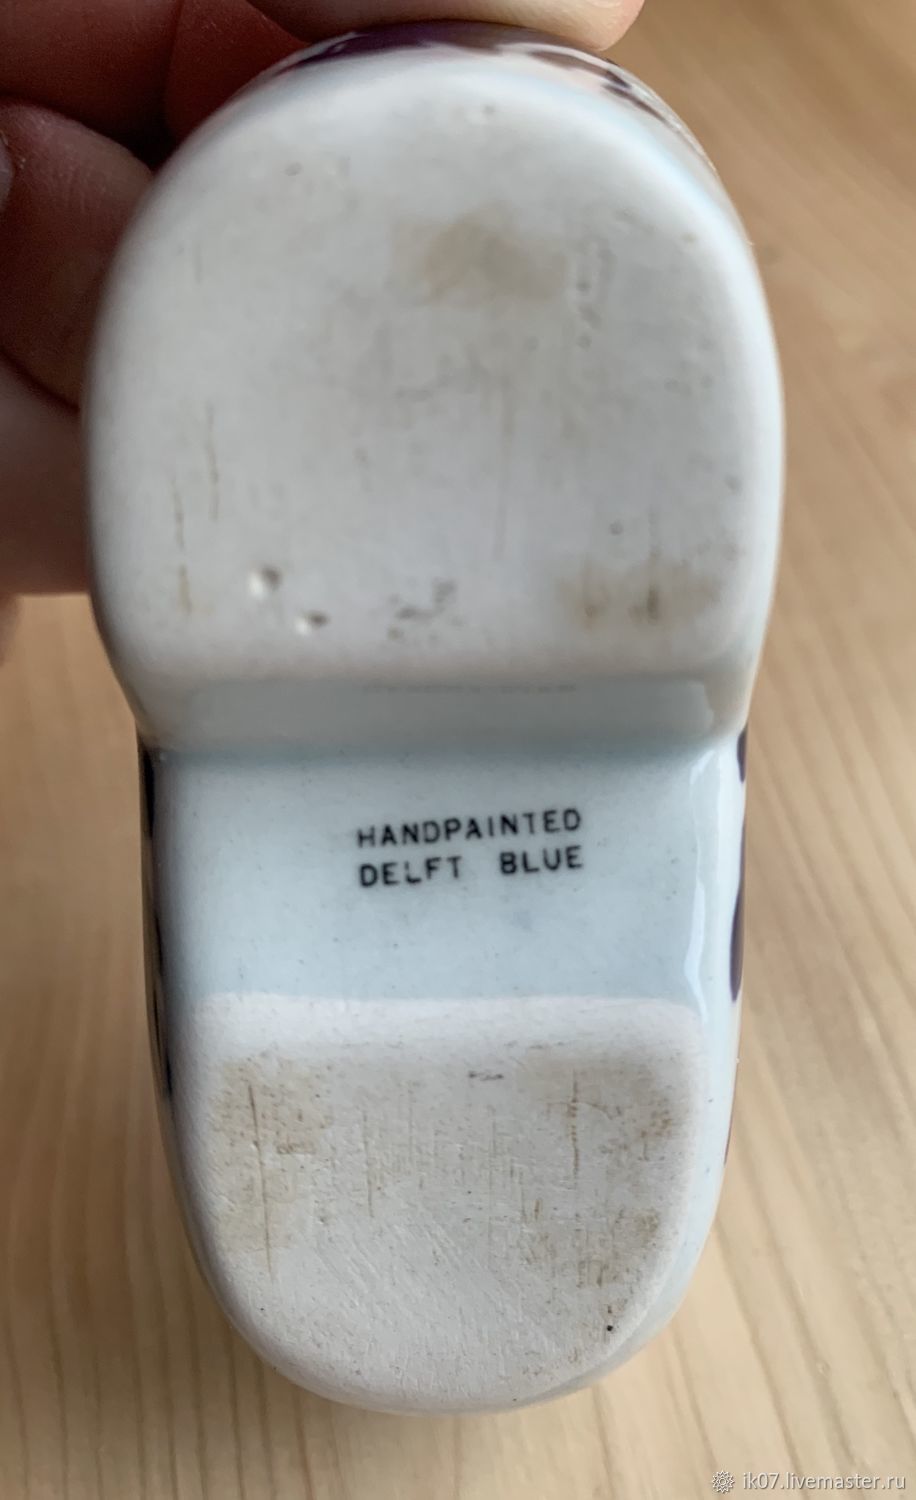 HANDPAINTED
DELFT BLUE
ik07.livemaster.ru